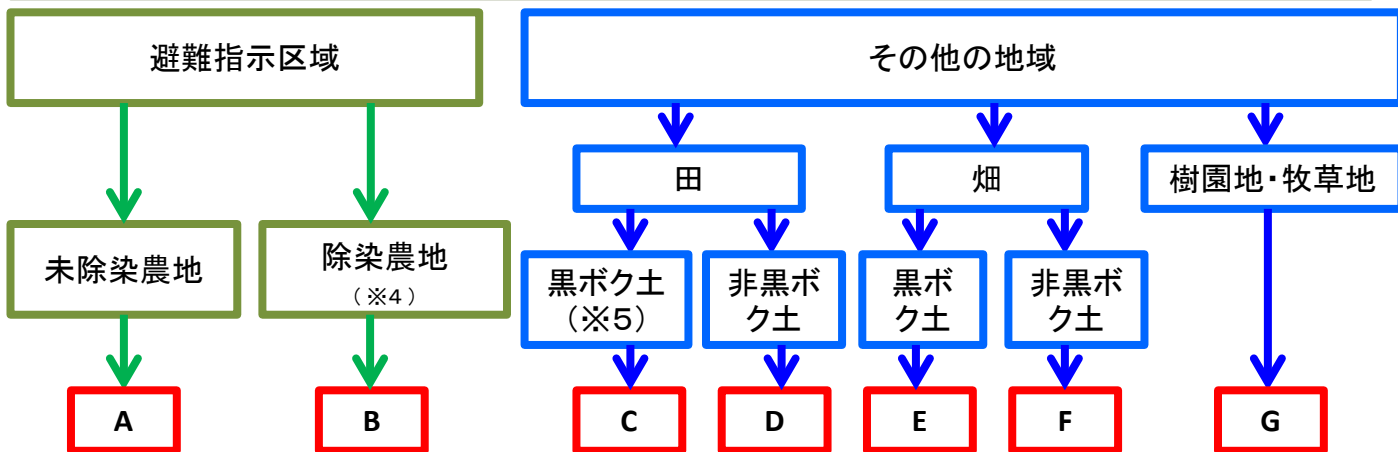 避難指示区域
その他の地域
田
畑
樹園地・牧草地
未除染農地
除染農地
（※４）
黒ボク土
（※５）
非黒ボ
ク土
黒ボ
ク土
非黒ボ
ク土
A
B
C
D
E
F
G